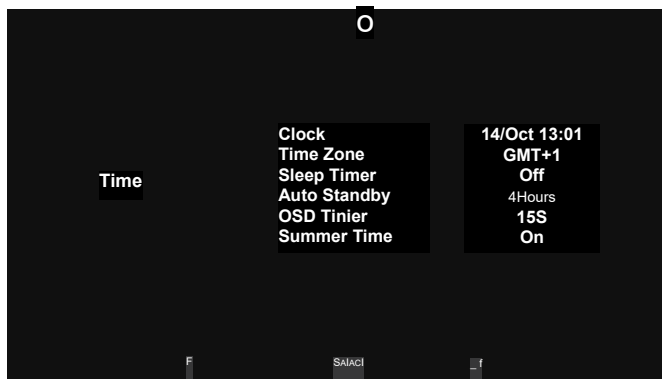 O
Time
Clock 14/Oct 13:01
Time Zone GMT+1
Sleep Timer Off
Auto Standby 4Hours
OSD Tinier 15S
Summer Time On
F SAIACI _ f